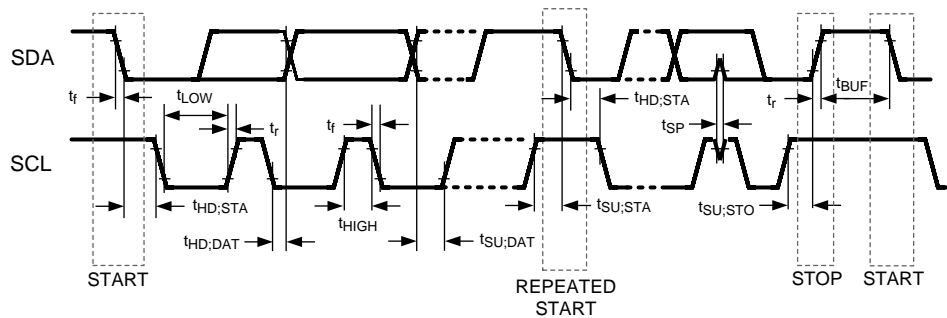 SDA
t_f
t_LOW
t_r
t_f
t_HD;STA
t_SP
t_r
t_BUF
SCL
t_HD;STA
t_HD;DAT
t_HIGH
t_SU;DAT
t_SU;STA
t_SU;STO
START
REPEATED
START
STOP
START